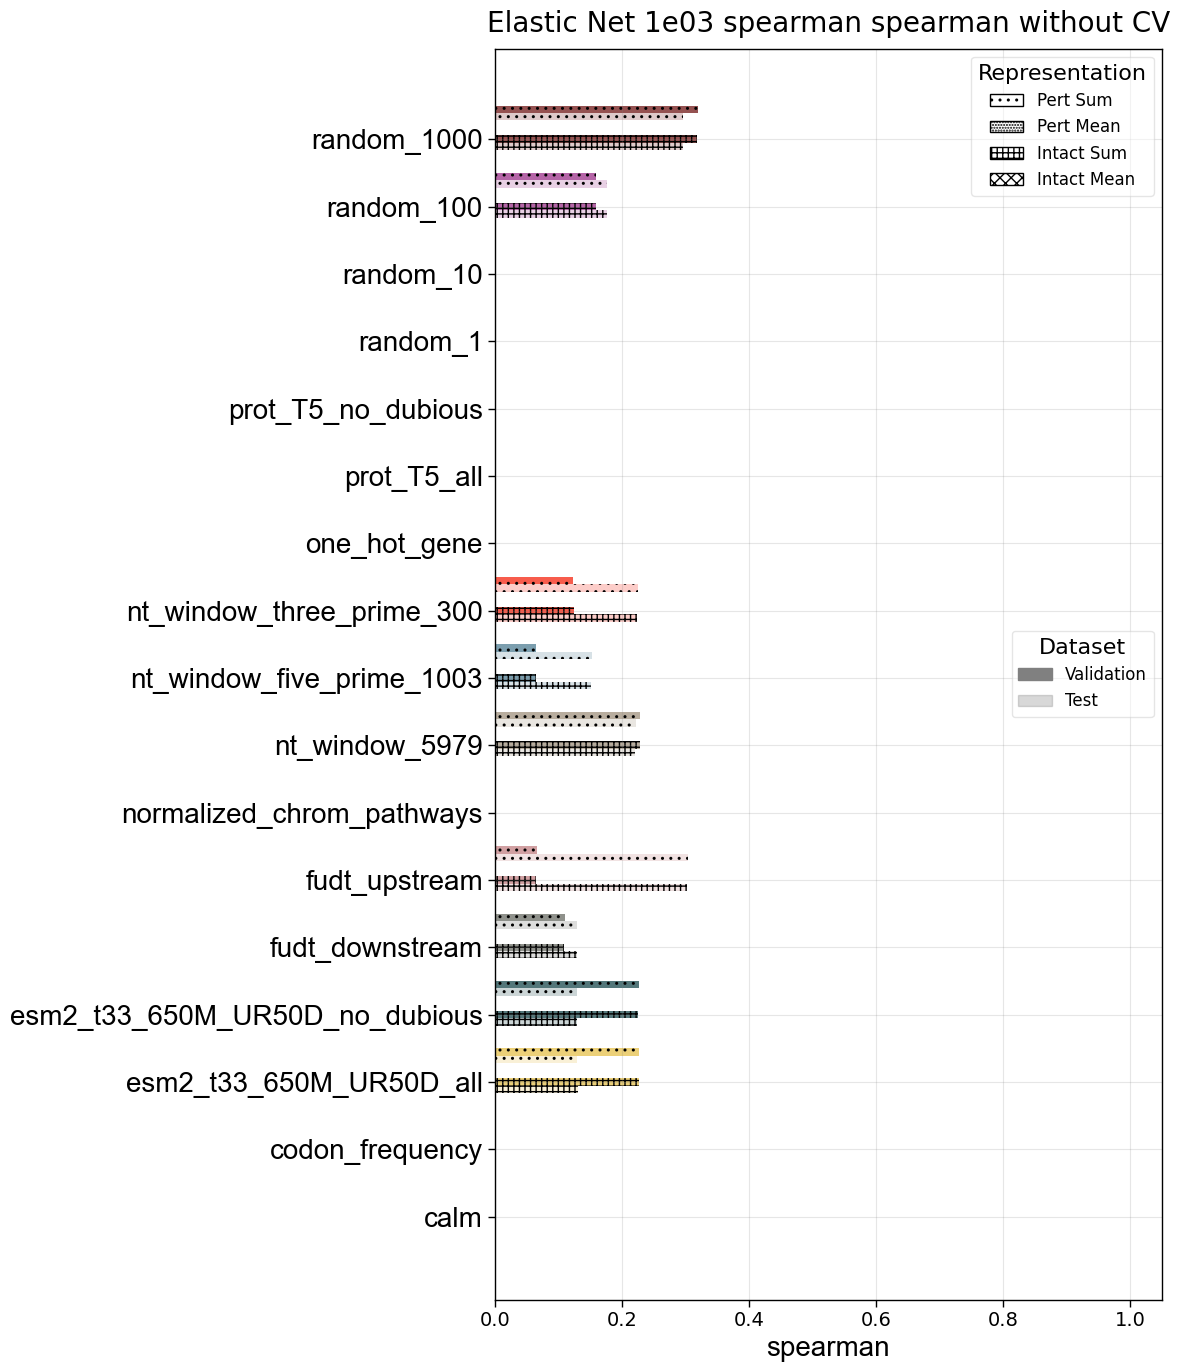 Elastic Net 1e03 spearman spearman without CV
Representation
Pert Sum
Pert Mean
Intact Sum
Intact Mean
random_1000
random_100
random_10
random_1
prot_T5_no_dubious
prot_T5_all
one_hot_gene
nt_window_three_prime_300
nt_window_five_prime_1003
nt_window_5979
normalized_chrom_pathways
fudt_upstream
fudt_downstream
esm2_t33_650M_UR50D_no_dubious
esm2_t33_650M_UR50D_all
codon_frequency
calm
Dataset
Validation
Test
0.0 0.2 0.4 0.6 0.8 1.0
spearman